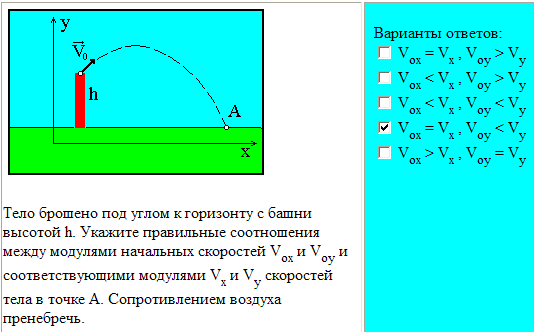 y
V₀
h
A
x
Тело брошено под углом к горизонту с башни
высотой h. Укажите правильные соотношения
между модулями начальных скоростей Vox и Voy и
соответствующими модулями Vx и Vy скоростей
тела в точке А. Сопротивлением воздуха
пренебречь.
Варианты ответов:
Vox = Vx , Voy > Vy
Vox < Vx , Voy > Vy
Vox < Vx , Voy < Vy
Vox = Vx , Voy < Vy
Vox > Vx , Voy = Vy